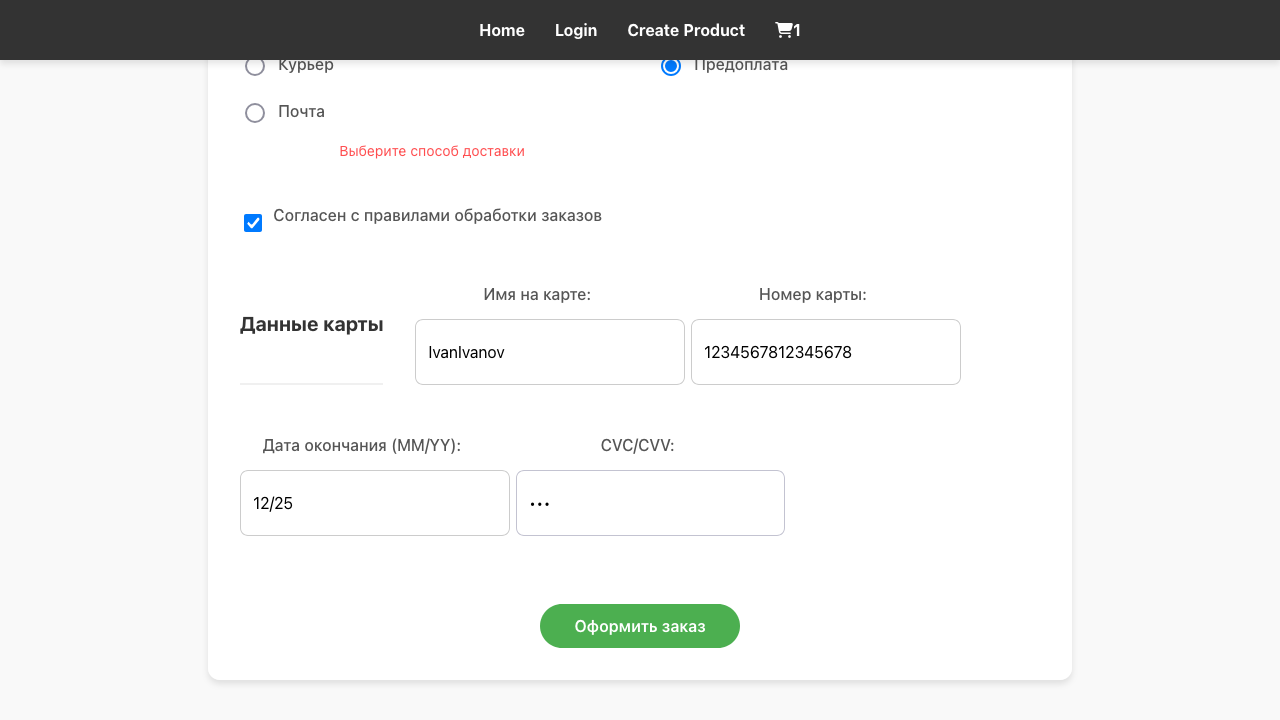 Home Login Create Product 1
Курьер
Предоплата
Почта
Выберите способ доставки
Согласен с правилами обработки заказов
Данные карты
Имя на карте:
IvanIvanov
Номер карты:
1234567812345678
Дата окончания (MM/YY):
12/25
CVC/CVV:
•••
Оформить заказ